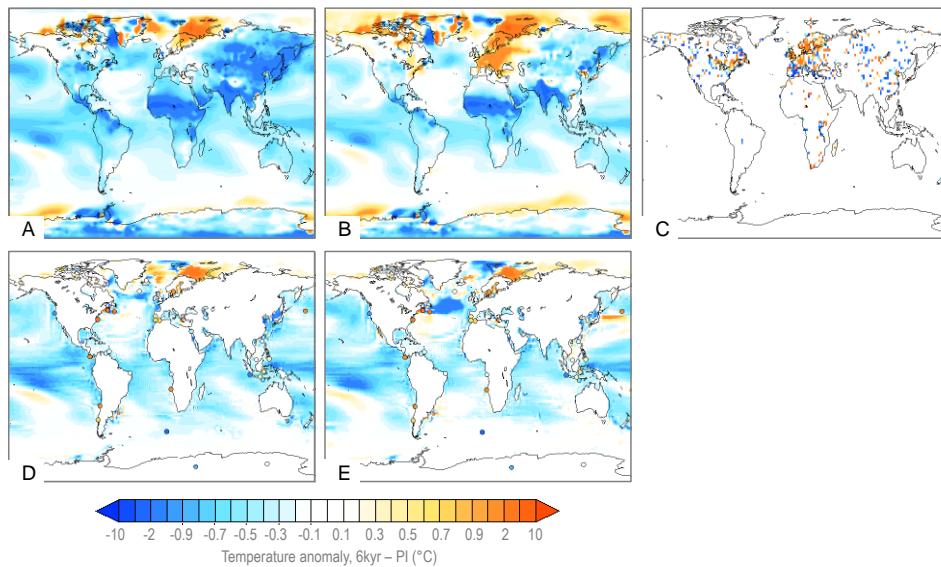 A
B
C
D
E
-10 -2 -0.9 -0.7 -0.5 -0.3 -0.1 0.1 0.3 0.5 0.7 0.9 2 10
Temperature anomaly, 6kyr – PI (°C)